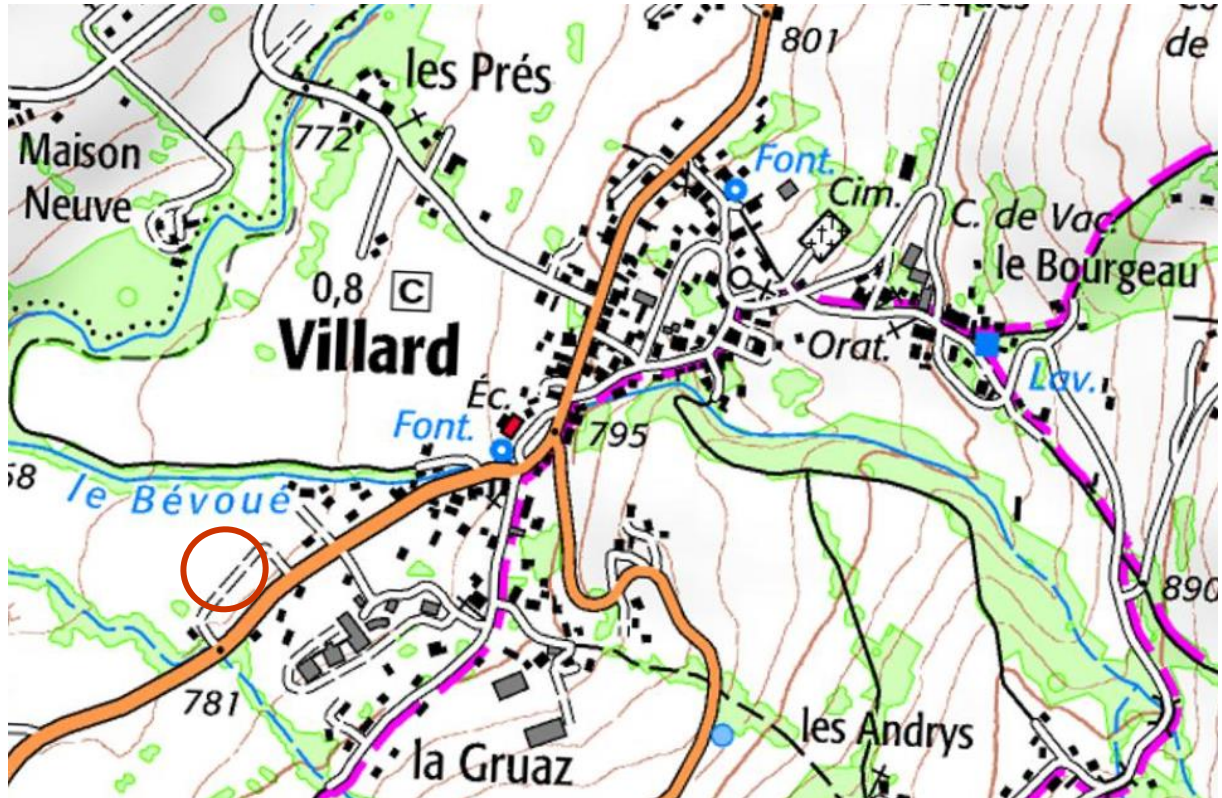 801
de
les Prés
772
Maison
Neuve
Font.
Cim.
C. de Vac.
le Bourgeau
0,8 C
Villard
Orat.
Lav.
Éc.
Font.
795
58
le Bévoué
890
781
les Andrys
la Gruaz